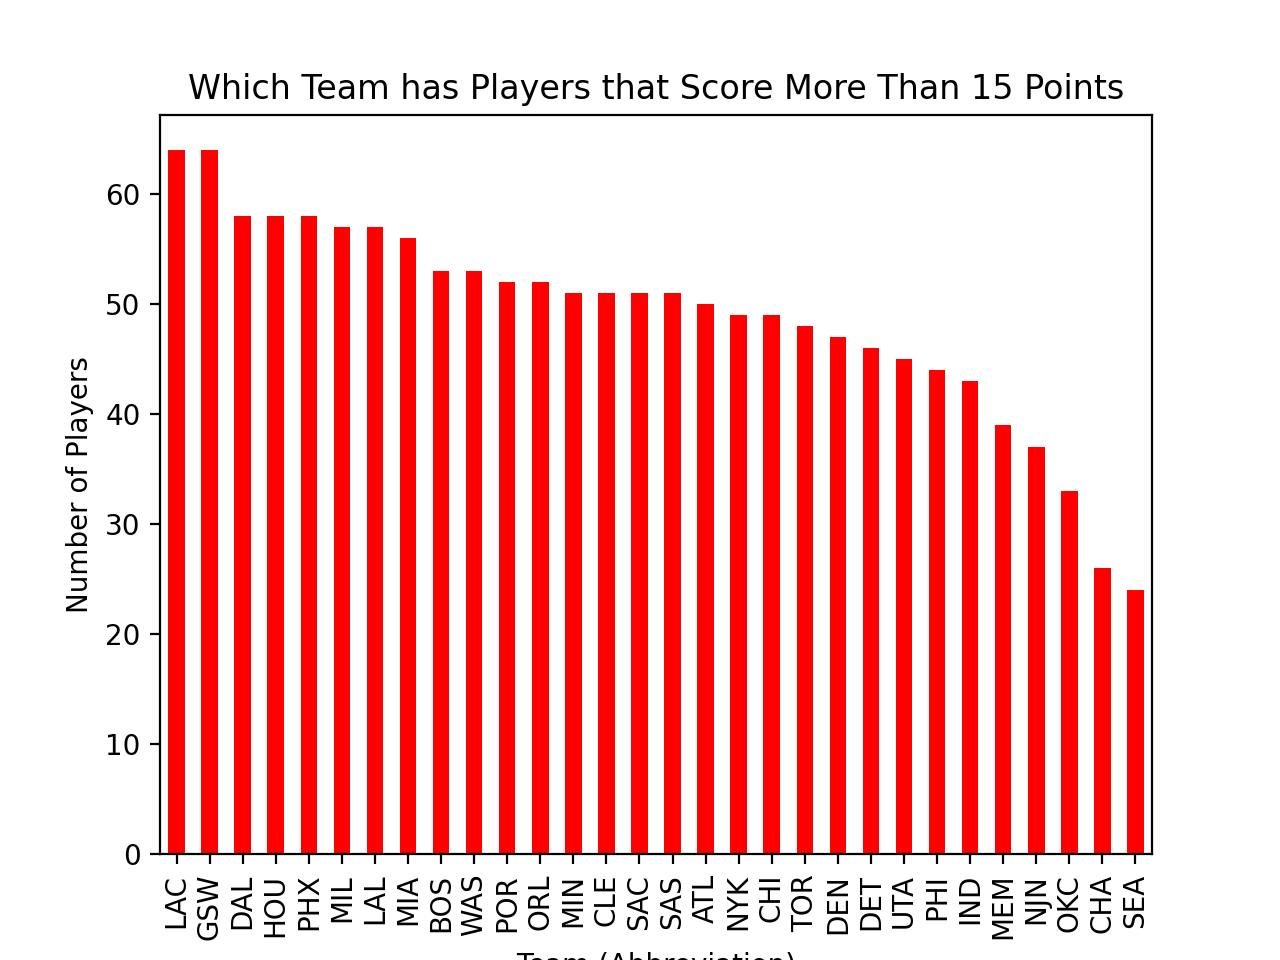 Which Team has Players that Score More Than 15 Points
Number of Players
60
50
40
30
20
10
0
LAC GSW DAL HOU PHX MIL LAL MIA BOS WAS POR ORL MIN CLE SAC SAS ATL NYK CHI TOR DEN DET UTA PHI IND MEM NJN OKC CHA SEA
Team (Abbreviation)